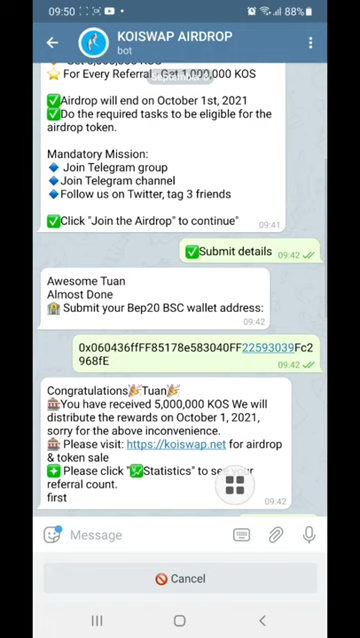 09:50
88%
KOISWAP AIRDROP
bot
For Every Referral - Get 1,000,000 KOS
✅Airdrop will end on October 1st, 2021
✅Do the required tasks to be eligible for the
airdrop token.
Mandatory Mission:
🔹 Join Telegram group
🔹Join Telegram channel
🔹Follow us on Twitter, tag 3 friends
✅Click "Join the Airdrop" to continue"
09:41
✅Submit details
09:42
Awesome Tuan
Almost Done
🏦 Submit your Bep20 BSC wallet address:
09:42
0x060436ffFF85178e583040FF22593039Fc2
968fE
09:42
Congratulations🎉Tuan🎉
🏦You have received 5,000,000 KOS We will
distribute the rewards on October 1, 2021,
sorry for the above inconvenience.
🏦 Please visit: https://koiswap.net for airdrop
& token sale
Please click "Statistics" to see your
referral count.
first
09:42
Message
🚫 Cancel